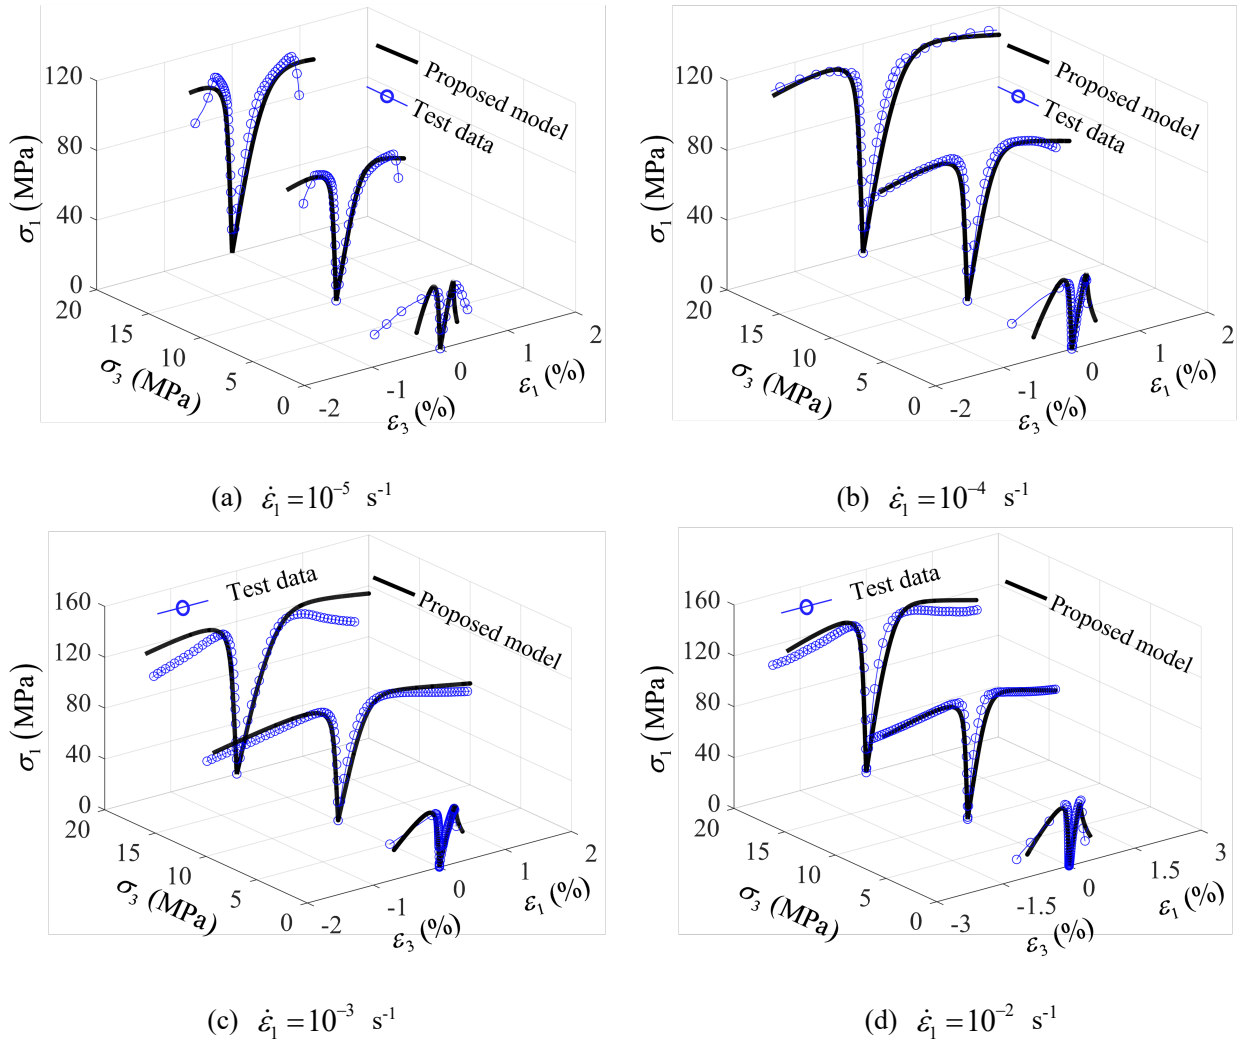 120
80
40
0
σ₁ (MPa)
20
15
10
5
0
σ₃ (MPa)
-2
-1
0
1
2
ε₃ (%)
ε₁ (%)
Proposed model
Test data
120
80
40
0
σ₁ (MPa)
20
15
10
5
0
σ₃ (MPa)
-2
-1
0
1
2
ε₃ (%)
ε₁ (%)
Proposed model
Test data
(a) ε̇₁ = 10⁻⁵ s⁻¹
(b) ε̇₁ = 10⁻⁴ s⁻¹
160
120
80
40
0
σ₁ (MPa)
20
15
10
5
0
σ₃ (MPa)
-2
-1
0
1
2
ε₃ (%)
ε₁ (%)
Test data
Proposed model
160
120
80
40
0
σ₁ (MPa)
20
15
10
5
0
σ₃ (MPa)
-3
-1.5
0
1.5
3
ε₃ (%)
ε₁ (%)
Test data
Proposed model
(c) ε̇₁ = 10⁻³ s⁻¹
(d) ε̇₁ = 10⁻² s⁻¹